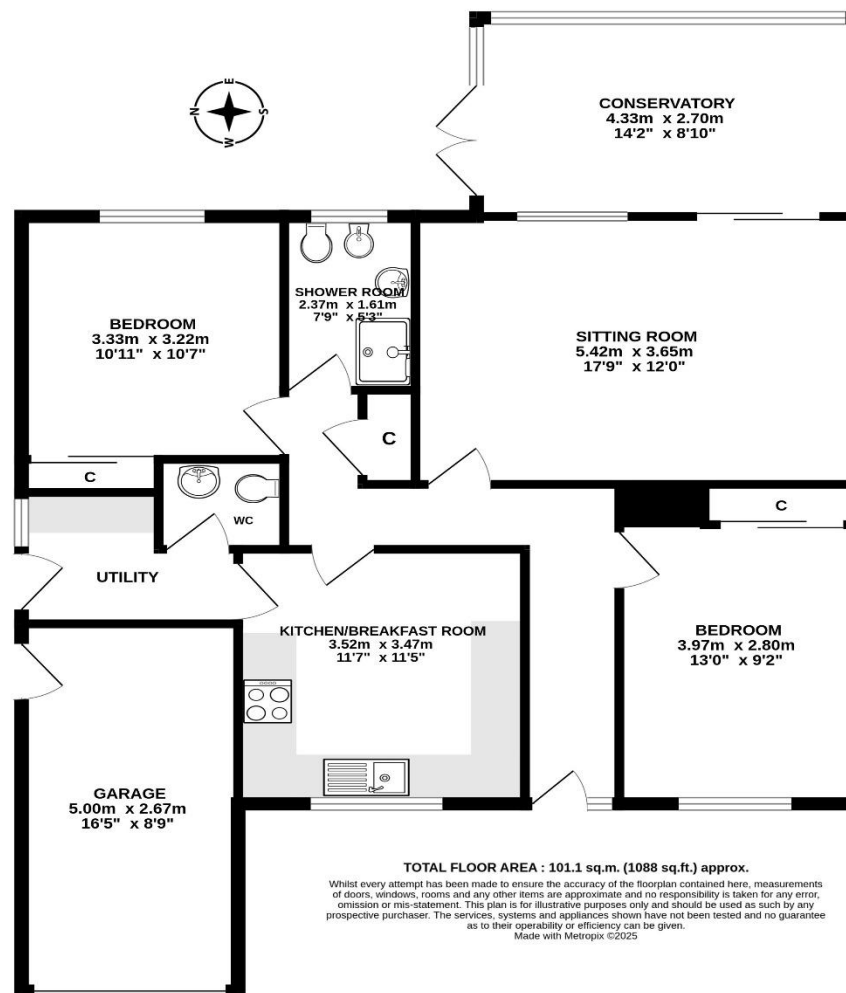 E
N
S
W
CONSERVATORY
4.33m x 2.70m
14'2" x 8'10"
SHOWER ROOM
2.37m x 1.61m
7'9" x 5'3"
BEDROOM
3.33m x 3.22m
10'11" x 10'7"
SITTING ROOM
5.42m x 3.65m
17'9" x 12'0"
C
C
WC
C
UTILITY
KITCHEN/BREAKFAST ROOM
3.52m x 3.47m
11'7" x 11'5"
BEDROOM
3.97m x 2.80m
13'0" x 9'2"
GARAGE
5.00m x 2.67m
16'5" x 8'9"
TOTAL FLOOR AREA : 101.1 sq.m. (1088 sq.ft.) approx.
Whilst every attempt has been made to ensure the accuracy of the floorplan contained here, measurements
of doors, windows, rooms and any other items are approximate and no responsibility is taken for any error,
omission or mis-statement. This plan is for illustrative purposes only and should be used as such by any
prospective purchaser. The services, systems and appliances shown have not been tested and no guarantee
as to their operability or efficiency can be given.
Made with Metropix ©2025